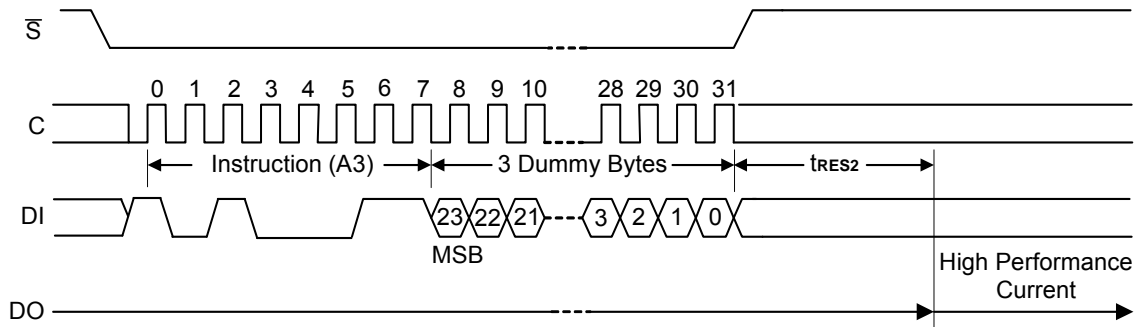 S
0 1 2 3 4 5 6 7 8 9 10 28 29 30 31
C
Instruction (A3) 3 Dummy Bytes tRES2
DI 23 22 21 3 2 1 0
MSB
High Performance
Current
DO